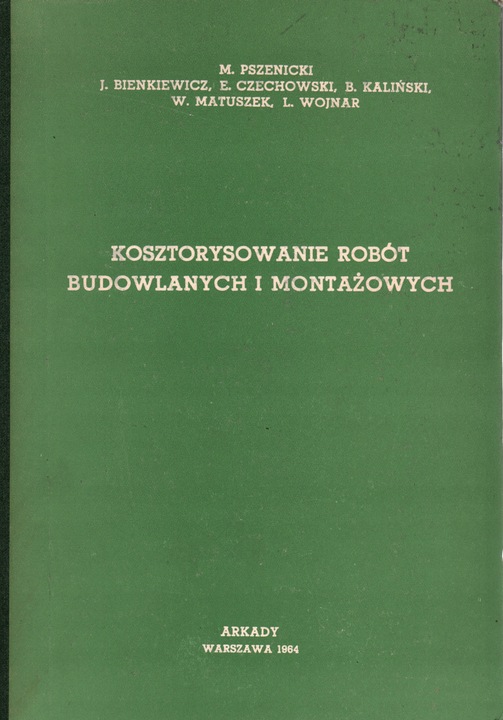 M. PSZENICKI
J. BIENKIEWICZ, E. CZECHOWSKI, B. KALIŃSKI,
W. MATUSZEK, L. WOJNAR
KOSZTORYSOWANIE ROBÓT
BUDOWLANYCH I MONTAŻOWYCH
ARKADY
WARSZAWA 1964